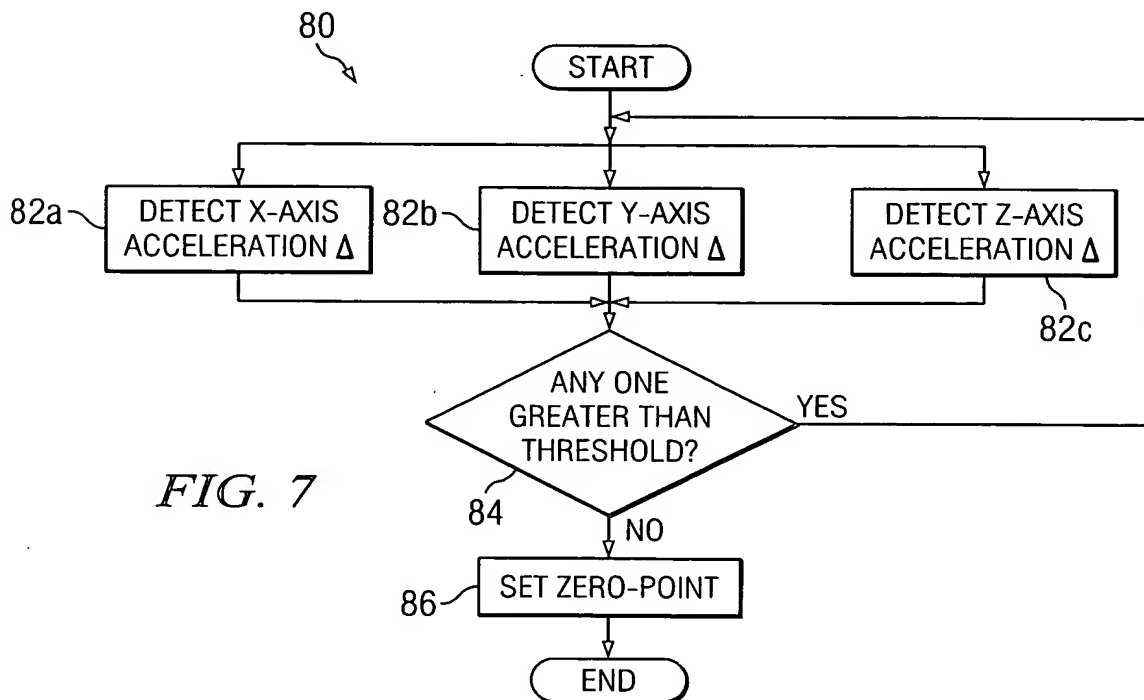 80
START
82a
DETECT X-AXIS
ACCELERATION Δ
82b
DETECT Y-AXIS
ACCELERATION Δ
DETECT Z-AXIS
ACCELERATION Δ
82c
ANY ONE
GREATER THAN
THRESHOLD?
YES
84
FIG. 7
NO
86
SET ZERO-POINT
END